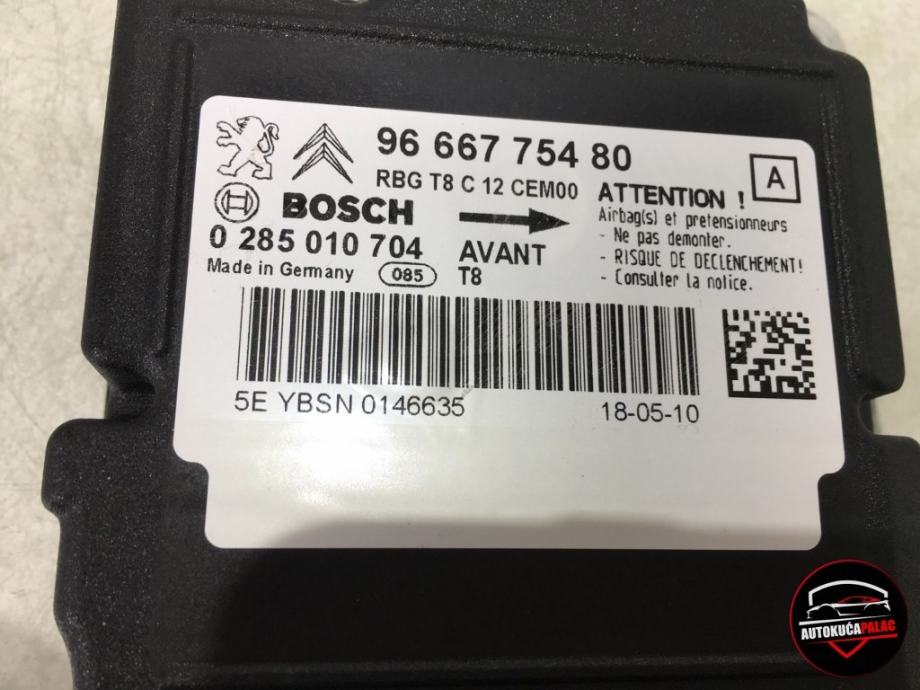 96 667 754 80
RBG T8 C 12 CEM00
A
BOSCH
0 285 010 704
AVANT
T8
Made in Germany 085
ATTENTION !
Airbag(s) et pretensionneurs
- Ne pas demonter.
- RISQUE DE DECLENCHEMENT!
- Consulter la notice.
5E YBSN 0146635
18-05-10
AUTOKUĆAPALAC